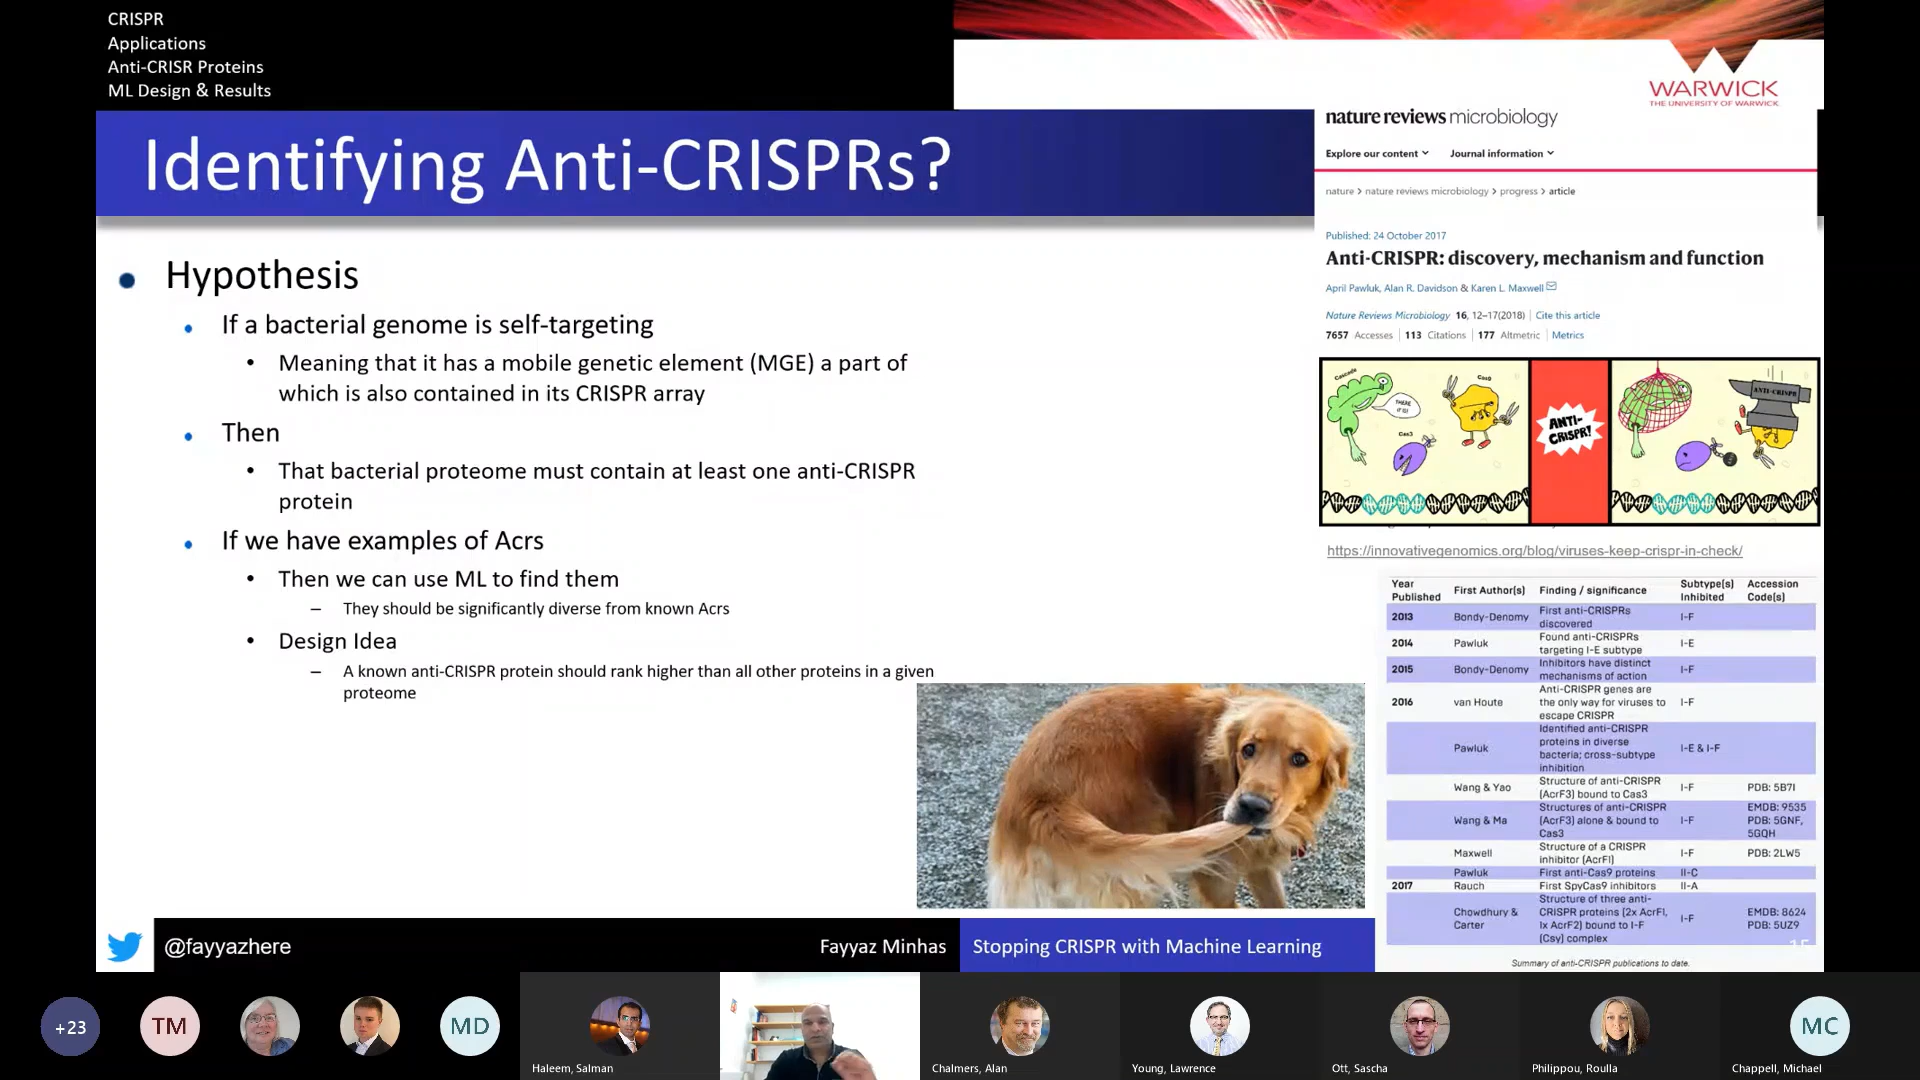 CRISPR
Applications
Anti-CRISR Proteins
ML Design & Results
WARWICK
THE UNIVERSITY OF WARWICK
Identifying Anti-CRISPRs?
nature reviews microbiology
Explore our content
Journal information
nature > nature reviews microbiology > progress > article
Published: 24 October 2017
Anti-CRISPR: discovery, mechanism and function
April Pawluk, Alan R. Davidson & Karen L. Maxwell
Nature Reviews Microbiology 16, 12–17(2018) | Cite this article
7657 Accesses | 113 Citations | 177 Altmetric | Metrics
Hypothesis
If a bacterial genome is self-targeting
Meaning that it has a mobile genetic element (MGE) a part of
which is also contained in its CRISPR array
Then
That bacterial proteome must contain at least one anti-CRISPR
protein
If we have examples of Acrs
Then we can use ML to find them
– They should be significantly diverse from known Acrs
Design Idea
– A known anti-CRISPR protein should rank higher than all other proteins in a given
proteome
Cascade
THERE
IT IS!
Cas3
Cas9
ANTI-
CRISPR!
ANTI-CRISPR
https://innovativegenomics.org/blog/viruses-keep-crispr-in-check/
Year
Published
First Author(s)
Finding / significance
Subtype(s)
Inhibited
Accession
Code(s)
2013
Bondy-Denomy
First anti-CRISPRs
discovered
I-F
2014
Pawluk
Found anti-CRISPRs
targeting I-E subtype
I-E
2015
Bondy-Denomy
Inhibitors have distinct
mechanisms of action
I-F
2016
van Houte
Anti-CRISPR genes are
the only way for viruses to
escape CRISPR
I-F
Pawluk
Identified anti-CRISPR
proteins in diverse
bacteria; cross-subtype
inhibition
I-E & I-F
Wang & Yao
Structure of anti-CRISPR
(AcrF3) bound to Cas3
I-F
PDB: 5B7I
Wang & Ma
Structures of anti-CRISPR
(AcrF3) alone & bound to
Cas3
I-F
EMDB: 9535
PDB: 5GNF,
5GQH
Maxwell
Structure of a CRISPR
inhibitor (AcrF1)
I-F
PDB: 2LW5
Pawluk
First anti-Cas9 proteins
II-C
2017
Rauch
First SpyCas9 inhibitors
II-A
Chowdhury &
Carter
Structure of three anti-
CRISPR proteins (2x AcrF1,
1x AcrF2) bound to I-F
(Csy) complex
I-F
EMDB: 8624
PDB: 5UZ9
15
Summary of anti-CRISPR publications to date.
@fayyazhere
Fayyaz Minhas
Stopping CRISPR with Machine Learning
+23
TM
MD
Haleem, Salman
Chalmers, Alan
Young, Lawrence
Ott, Sascha
Philippou, Roulla
MC
Chappell, Michael